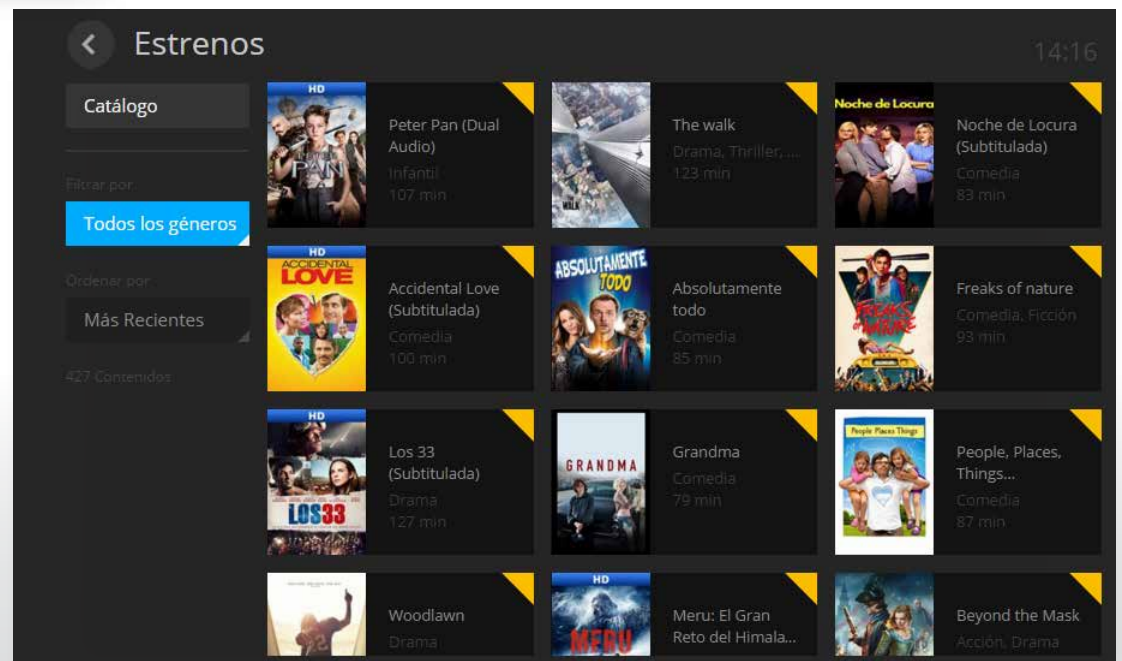 Estrenos
14:16
Catálogo
Filtrar por
Todos los géneros
Ordenar por
Más Recientes
427 Contenidos
HD
PETER
PAN
Peter Pan (Dual
Audio)
Infantil
107 min
WALK
The walk
Drama, Thriller, ...
123 min
Noche de Locura
Noche de Locura
(Subtitulada)
Comedia
83 min
HD
ACCIDENTAL
LOVE
Accidental Love
(Subtitulada)
Comedia
100 min
ABSOLUTAMENTE
TODO
Absolutamente
todo
Comedia
85 min
FREAKS
of NATURE
Freaks of nature
Comedia, Ficción
93 min
HD
LOS33
Los 33
(Subtitulada)
Drama
127 min
GRANDMA
Grandma
Comedia
79 min
People Places Things
People, Places,
Things...
Comedia
87 min
Woodlawn
Drama
HD
MERU
Meru: El Gran
Reto del Himala...
Beyond the Mask
Acción, Drama